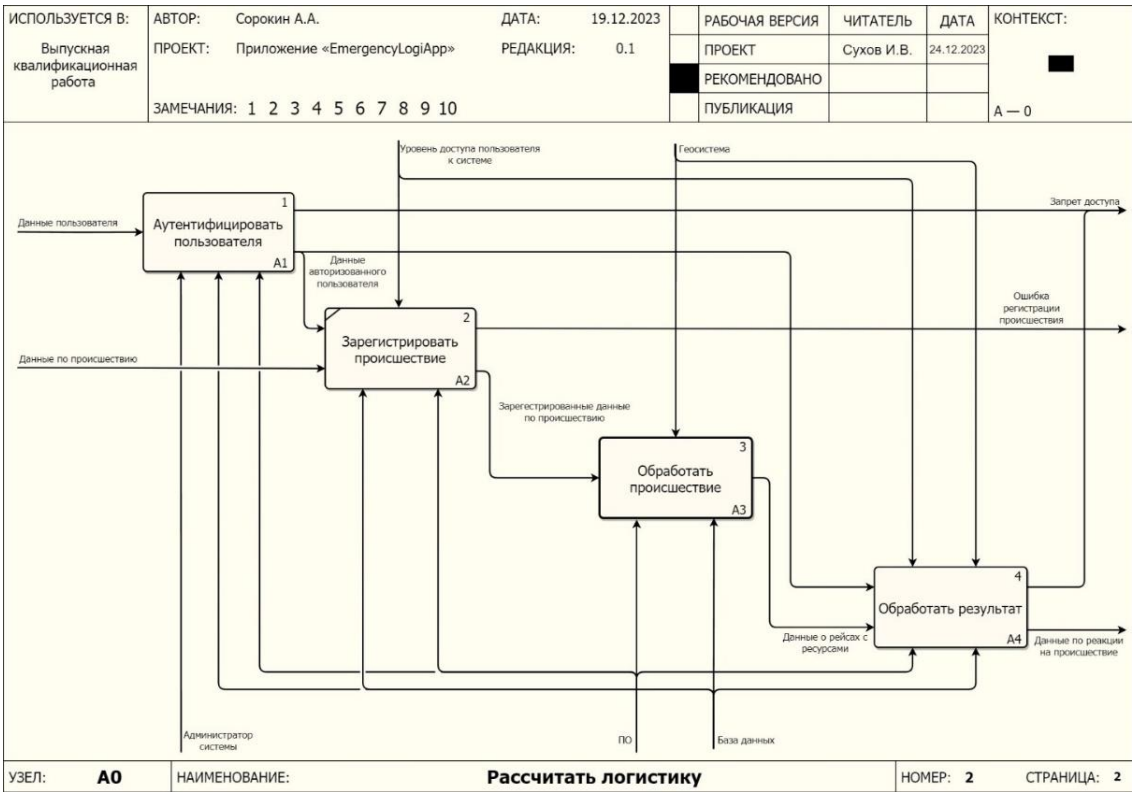 ИСПОЛЬЗУЕТСЯ В:
Выпускная
квалификационная
работа
АВТОР: Сорокин А.А. ДАТА: 19.12.2023
ПРОЕКТ: Приложение «EmergencyLogiApp» РЕДАКЦИЯ: 0.1
ЗАМЕЧАНИЯ: 1 2 3 4 5 6 7 8 9 10
РАБОЧАЯ ВЕРСИЯ ЧИТАТЕЛЬ ДАТА
ПРОЕКТ Сухов И.В. 24.12.2023
РЕКОМЕНДОВАНО
ПУБЛИКАЦИЯ
КОНТЕКСТ:
A — 0
Уровень доступа пользователя
к системе
Геосистема
Данные пользователя
1
Аутентифицировать
пользователя
A1
Запрет доступа
Данные
авторизованного
пользователя
Ошибка
регистрации
происшествия
2
Зарегистрировать
происшествие
A2
Данные по происшествию
Зарегестрированные данные
по происшествию
3
Обработать
происшествие
A3
4
Обработать результат
A4
Данные о рейсах с
ресурсами
Данные по реакции
на происшествие
Администратор
системы
ПО
База данных
УЗЕЛ: A0 НАИМЕНОВАНИЕ: Рассчитать логистику НОМЕР: 2 СТРАНИЦА: 2